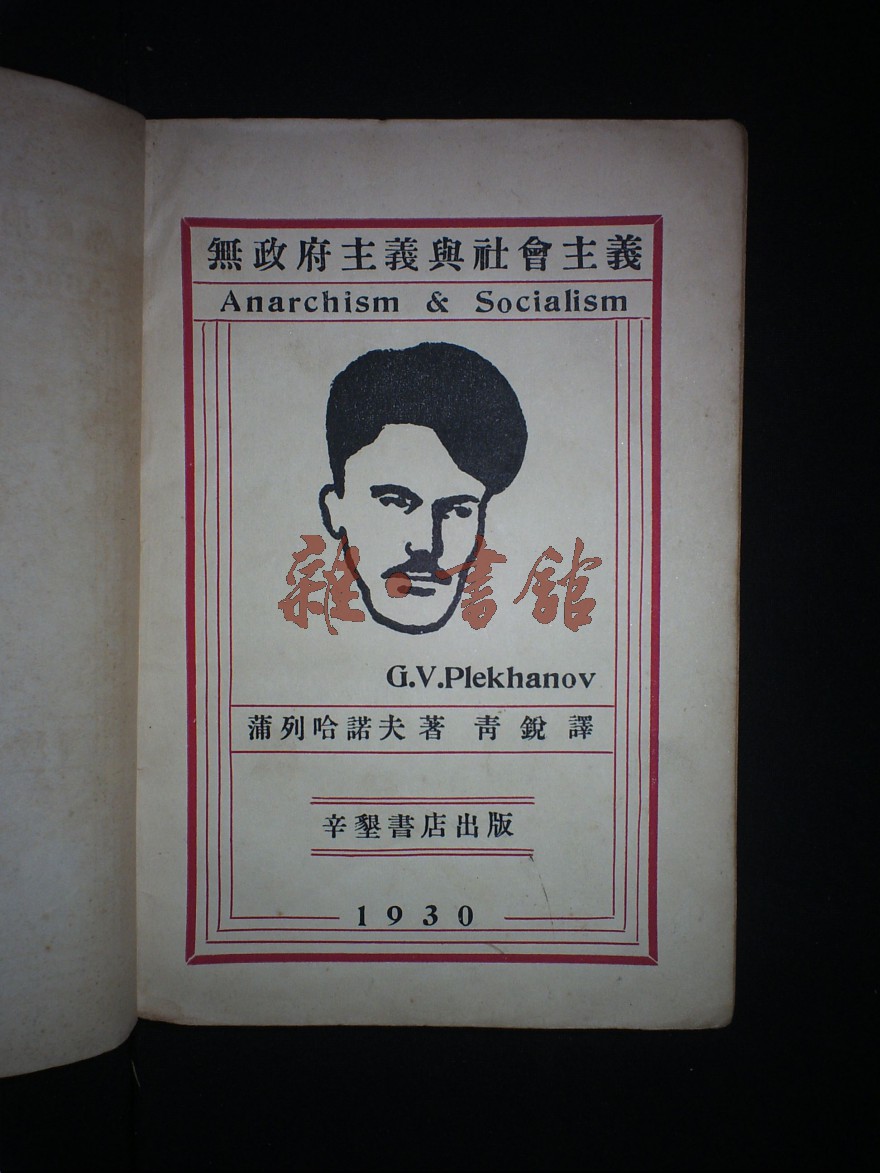 無政府主義與社會主義
Anarchism & Socialism
雜·書館
G.V.Plekhanov
蒲列哈諾夫著 青銳譯
辛墾書店出版
1930